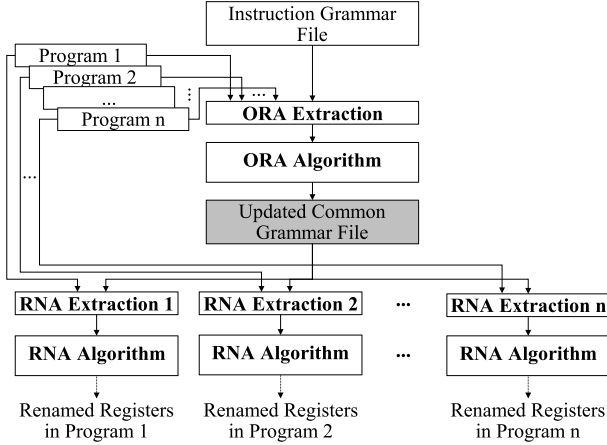 Instruction Grammar
File
Program 1
Program 2
...
Program n
...
...
ORA Extraction
ORA Algorithm
...
Updated Common
Grammar File
RNA Extraction 1
RNA Extraction 2
...
RNA Extraction n
RNA Algorithm
RNA Algorithm
...
RNA Algorithm
Renamed Registers
in Program 1
Renamed Registers
in Program 2
Renamed Registers
in Program n